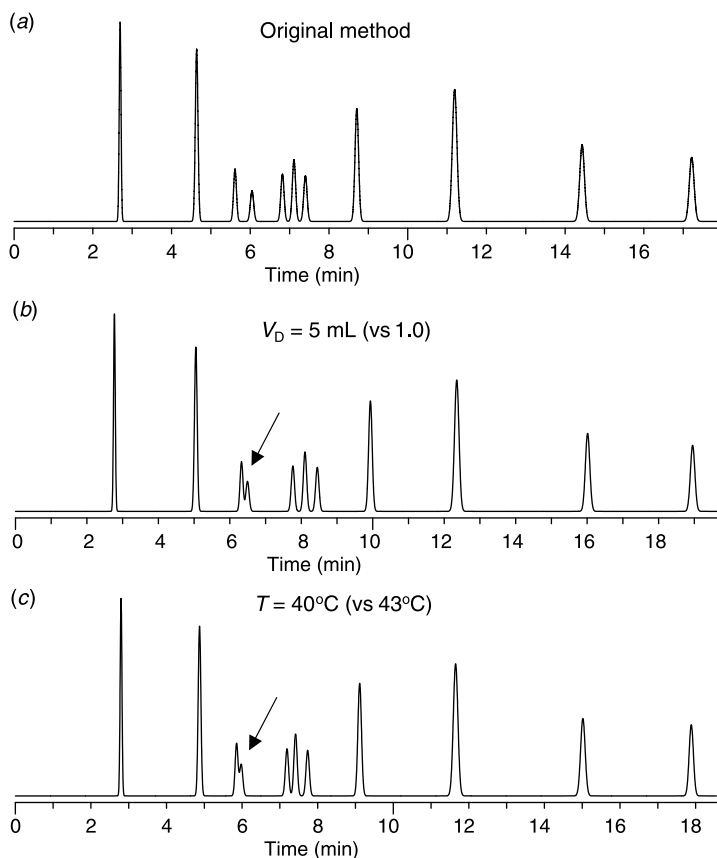 (a)
Original method
0 2 4 6 8 10 12 14 16
Time (min)
(b)
VD = 5 mL (vs 1.0)
0 2 4 6 8 10 12 14 16 18
Time (min)
(c)
T = 40°C (vs 43°C)
0 2 4 6 8 10 12 14 16 18
Time (min)